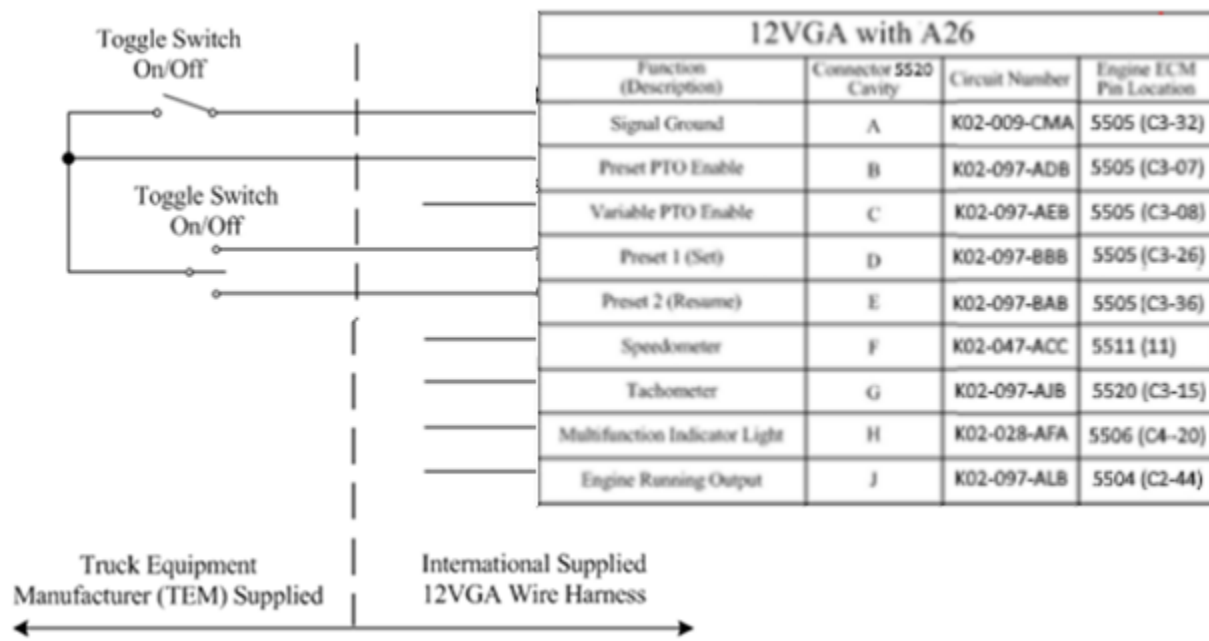 12VGA with A26
Toggle Switch
On/Off
Function
(Description)
Connector 5520
Cavity
Circuit Number
Engine ECM
Pin Location
Signal Ground A K02-009-CMA 5505 (C3-32)
Preset PTO Enable B K02-097-ADB 5505 (C3-07)
Toggle Switch
On/Off
Variable PTO Enable C K02-097-AEB 5505 (C3-08)
Preset 1 (Set) D K02-097-BBB 5505 (C3-26)
Preset 2 (Resume) E K02-097-BAB 5505 (C3-36)
Speedometer F K02-047-ACC 5511 (11)
Tachometer G K02-097-AJB 5520 (C3-15)
Multifunction Indicator Light H K02-028-AFA 5506 (C4--20)
Engine Running Output J K02-097-ALB 5504 (C2-44)
Truck Equipment
Manufacturer (TEM) Supplied
International Supplied
12VGA Wire Harness